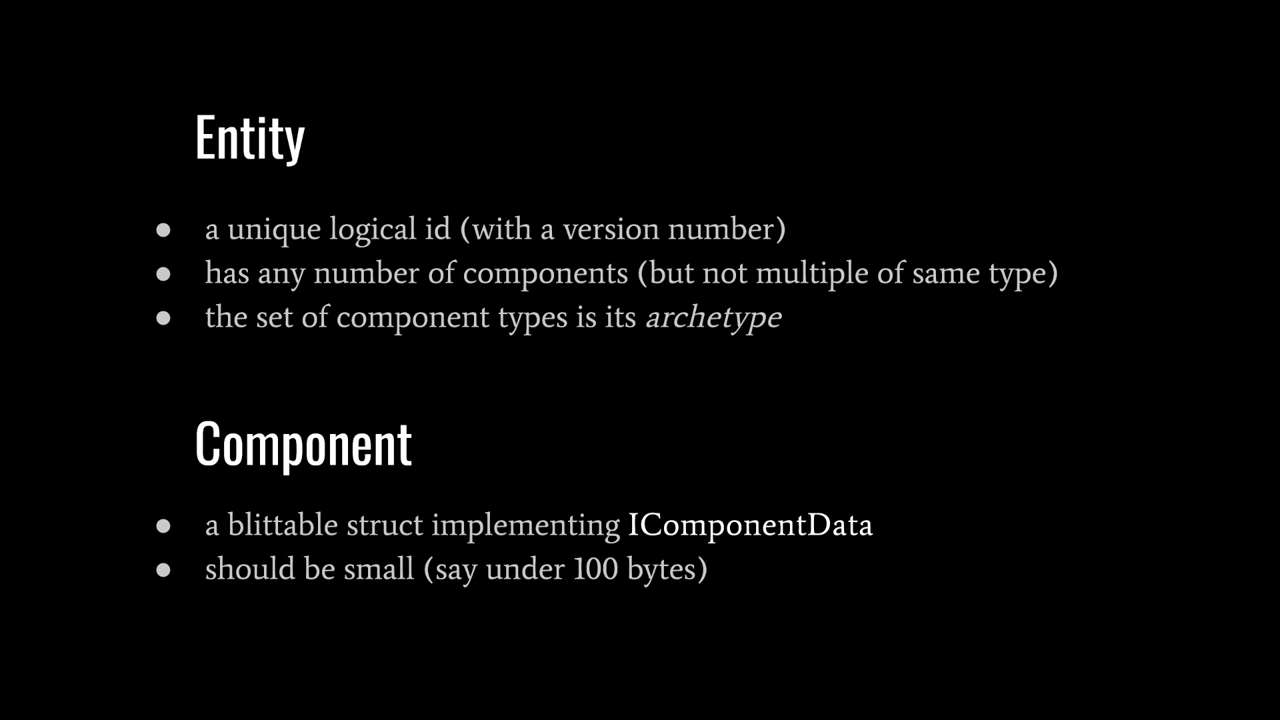 Entity
● a unique logical id (with a version number)
● has any number of components (but not multiple of same type)
● the set of component types is its archetype
Component
● a blittable struct implementing IComponentData
● should be small (say under 100 bytes)